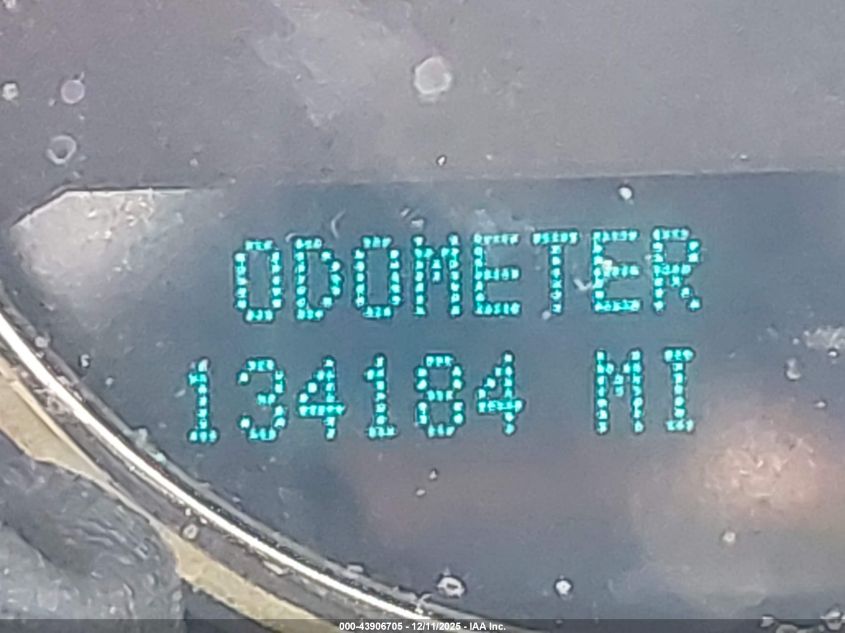 ODOMETER
134184 MI
000-43906705 - 12/11/2025 - IAA Inc.